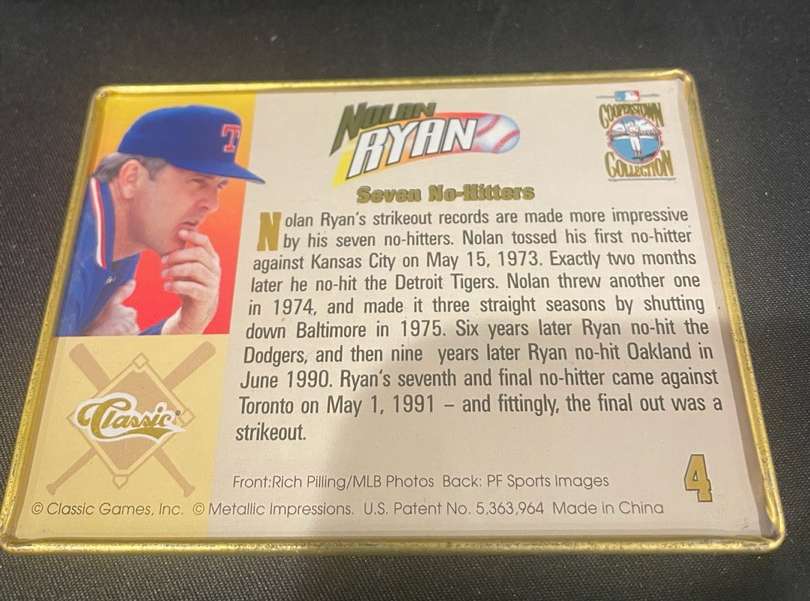 T
NOLAN
RYAN
COOPERSTOWN
COLLECTION
Seven No-Hitters
Nolan Ryan's strikeout records are made more impressive
by his seven no-hitters. Nolan tossed his first no-hitter
against Kansas City on May 15, 1973. Exactly two months
later he no-hit the Detroit Tigers. Nolan threw another one
in 1974, and made it three straight seasons by shutting
down Baltimore in 1975. Six years later Ryan no-hit the
Dodgers, and then nine years later Ryan no-hit Oakland in
June 1990. Ryan's seventh and final no-hitter came against
Toronto on May 1, 1991 – and fittingly, the final out was a
strikeout.
Classic
Front:Rich Pilling/MLB Photos Back: PF Sports Images
4
© Classic Games, Inc. © Metallic Impressions. U.S. Patent No. 5,363,964 Made in China